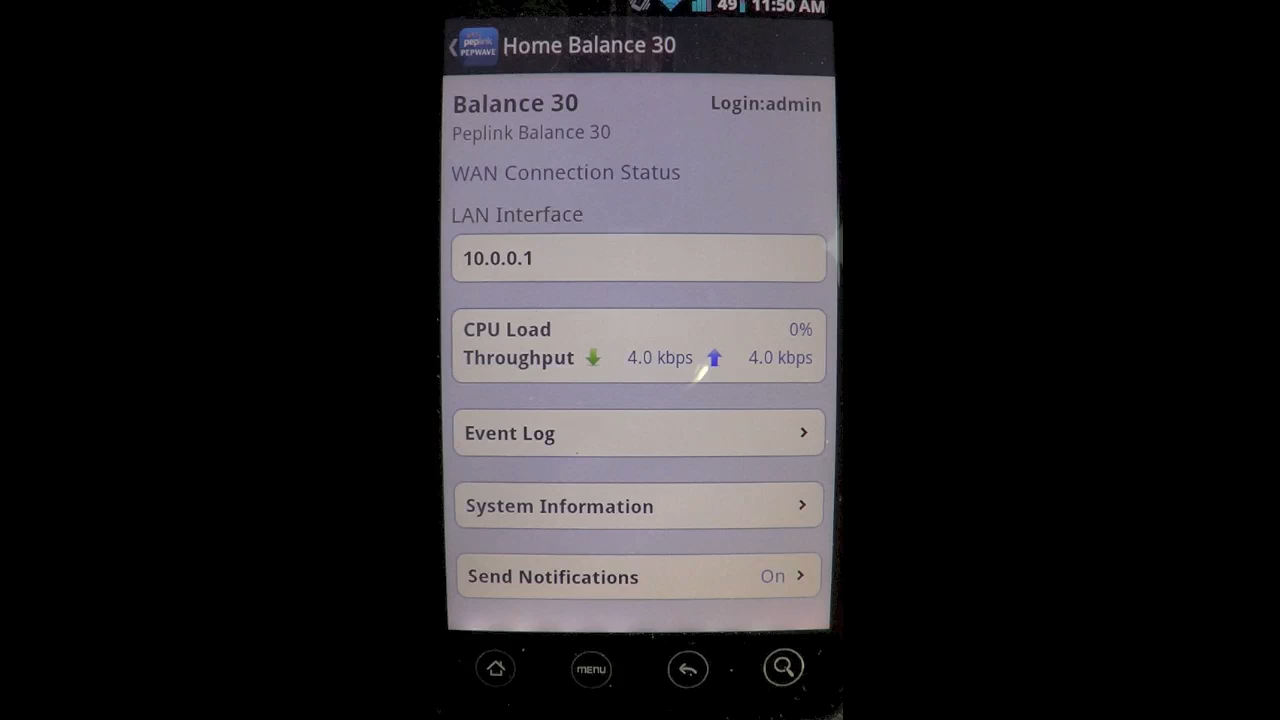 49 11:50 AM
peplink
PEPWAVE
Home Balance 30
Balance 30
Login:admin
Peplink Balance 30
WAN Connection Status
LAN Interface
10.0.0.1
CPU Load 0%
Throughput 4.0 kbps 4.0 kbps
Event Log
System Information
Send Notifications On
MENU